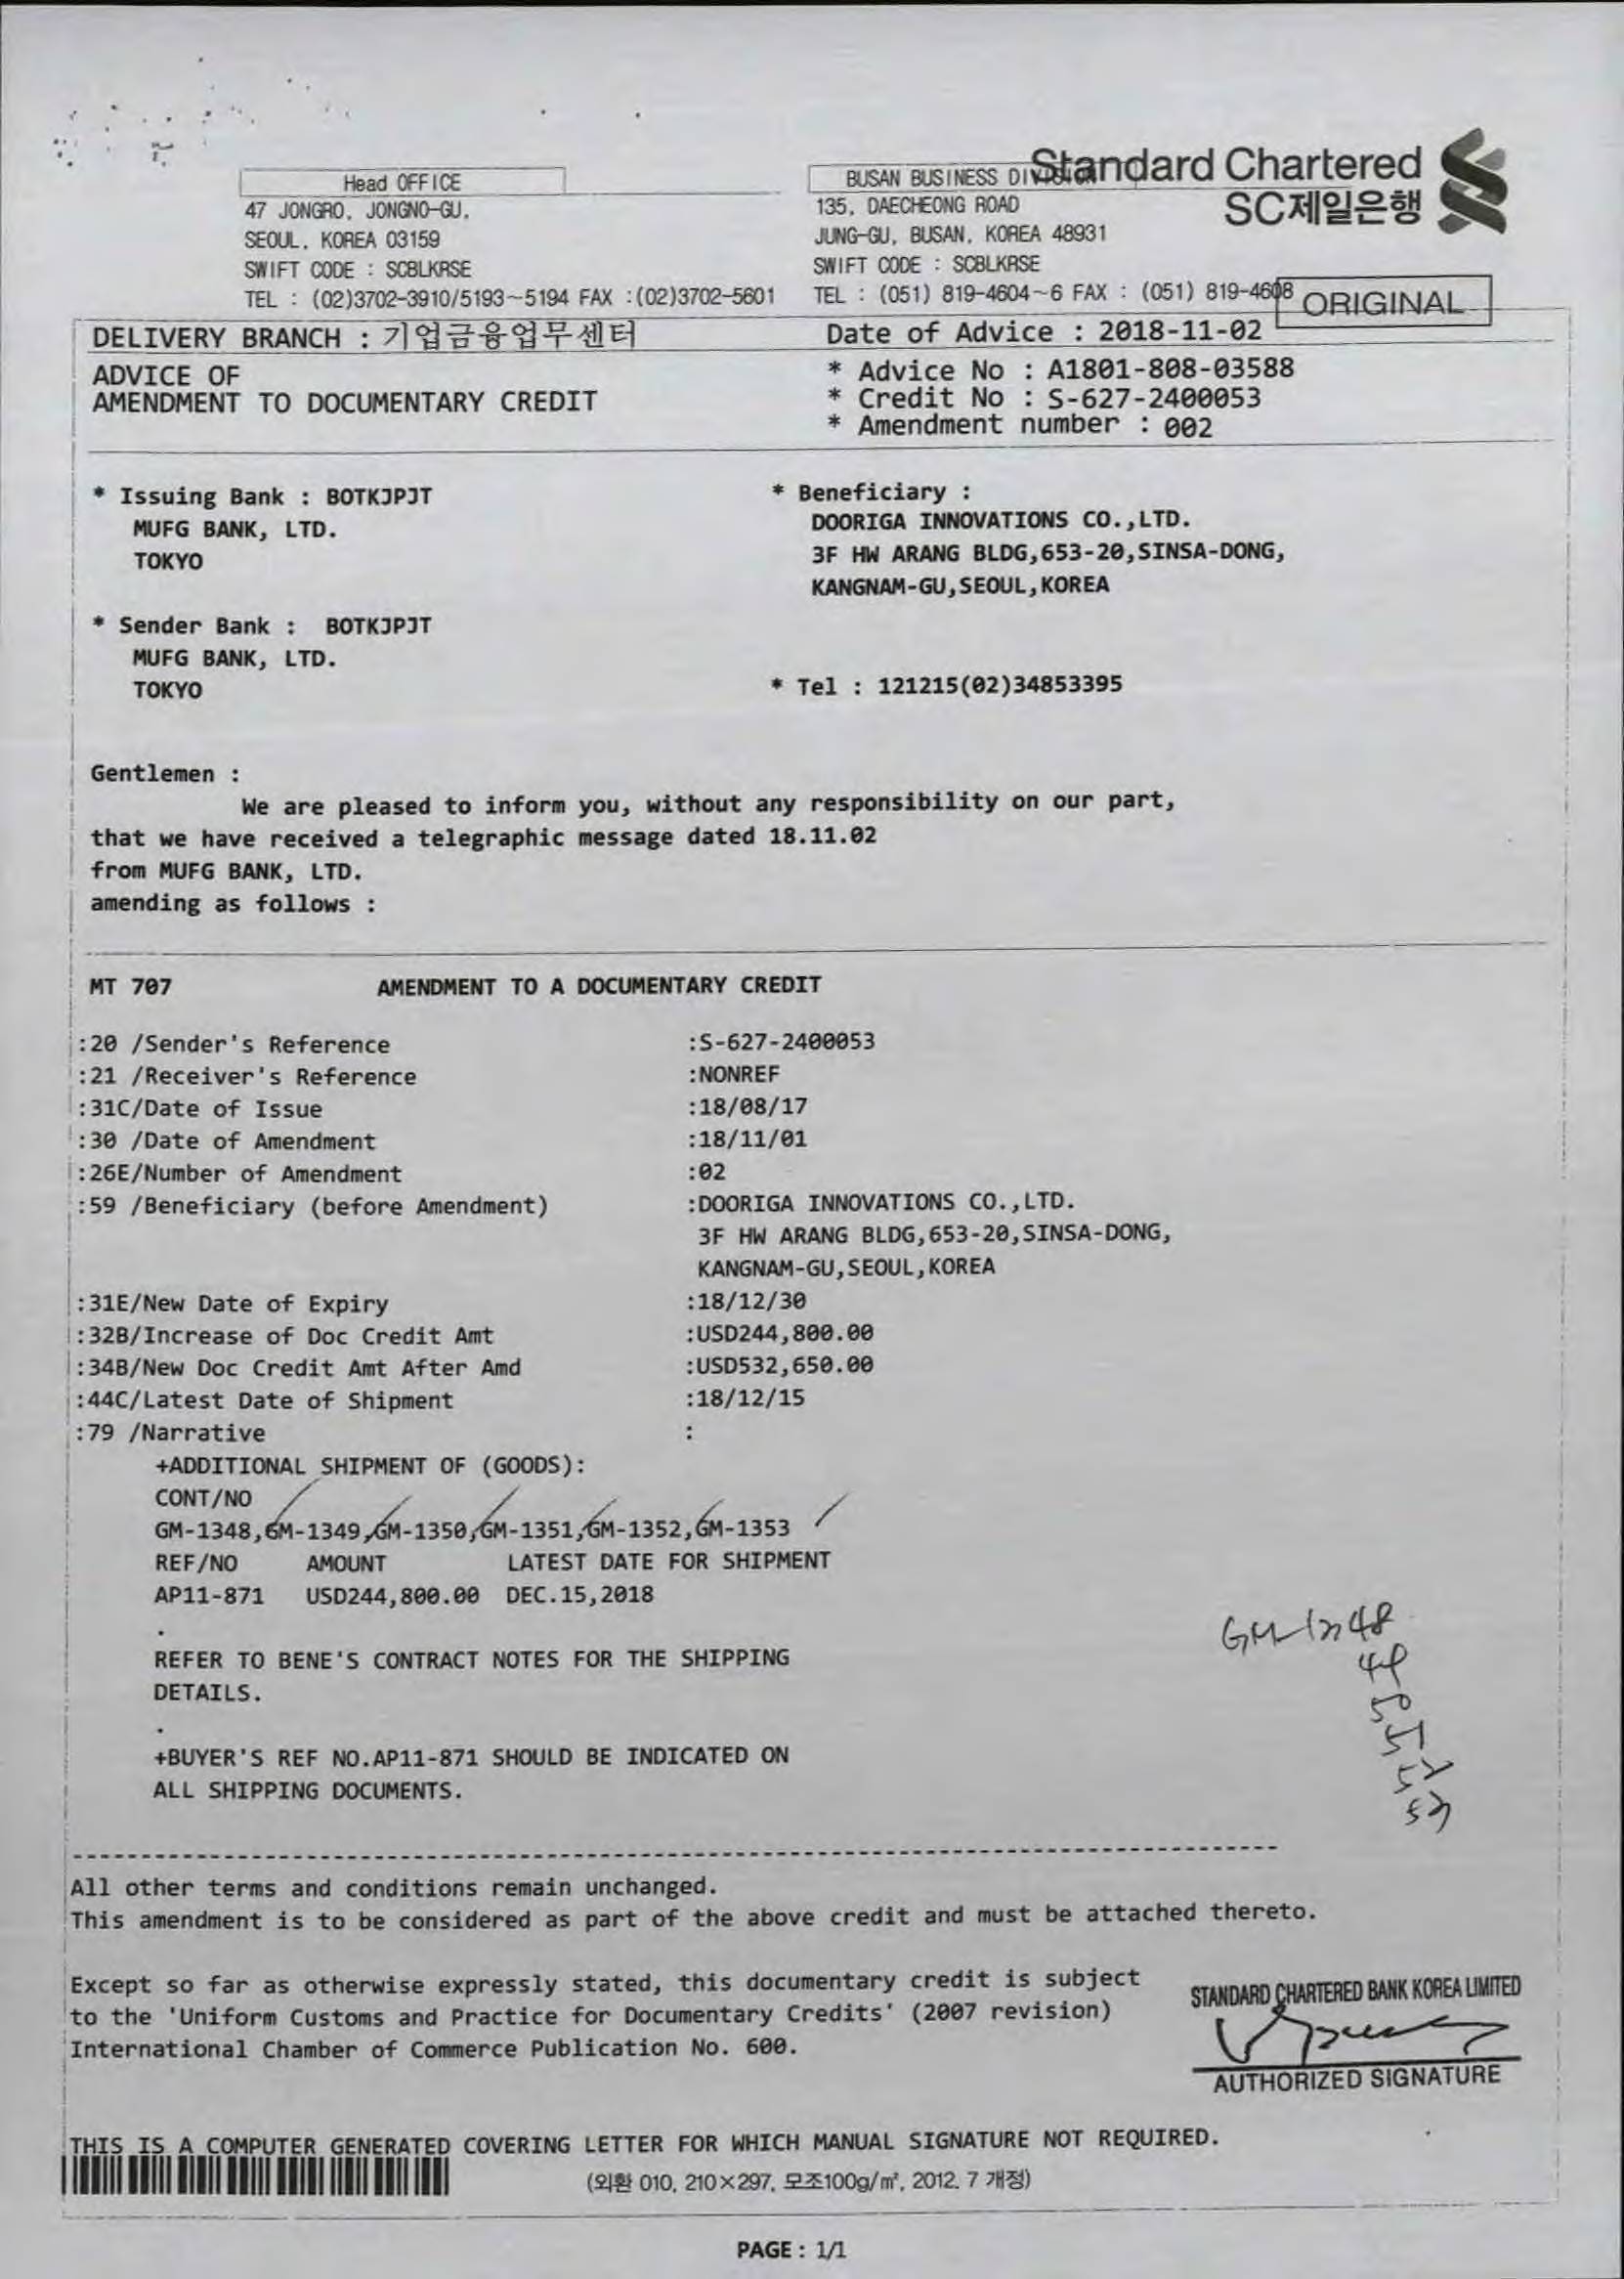 Standard Chartered
SC제일은행
Head OFFICE
47 JONGRO, JONGNO-GU,
SEOUL, KOREA 03159
SWIFT CODE : SCBLKRSE
TEL : (02)3702-3910/5193~5194 FAX :(02)3702-5601
BUSAN BUSINESS DIVISION
135, DAECHEONG ROAD
JUNG-GU, BUSAN, KOREA 48931
SWIFT CODE : SCBLKRSE
TEL : (051) 819-4604~6 FAX : (051) 819-4608
ORIGINAL
DELIVERY BRANCH : 기업금융업무센터
Date of Advice : 2018-11-02
ADVICE OF
AMENDMENT TO DOCUMENTARY CREDIT
* Advice No : A1801-808-03588
* Credit No : S-627-2400053
* Amendment number : 002
* Issuing Bank : BOTKJPJT
MUFG BANK, LTD.
TOKYO
* Beneficiary :
DOORIGA INNOVATIONS CO.,LTD.
3F HW ARANG BLDG,653-20,SINSA-DONG,
KANGNAM-GU,SEOUL,KOREA
* Sender Bank : BOTKJPJT
MUFG BANK, LTD.
TOKYO
* Tel : 121215(02)34853395
Gentlemen :
We are pleased to inform you, without any responsibility on our part,
that we have received a telegraphic message dated 18.11.02
from MUFG BANK, LTD.
amending as follows :
MT 707 AMENDMENT TO A DOCUMENTARY CREDIT
:20 /Sender's Reference :S-627-2400053
:21 /Receiver's Reference :NONREF
:31C/Date of Issue :18/08/17
:30 /Date of Amendment :18/11/01
:26E/Number of Amendment :02
:59 /Beneficiary (before Amendment) :DOORIGA INNOVATIONS CO.,LTD.
3F HW ARANG BLDG,653-20,SINSA-DONG,
KANGNAM-GU,SEOUL,KOREA
:31E/New Date of Expiry :18/12/30
:32B/Increase of Doc Credit Amt :USD244,800.00
:34B/New Doc Credit Amt After Amd :USD532,650.00
:44C/Latest Date of Shipment :18/12/15
:79 /Narrative :
+ADDITIONAL SHIPMENT OF (GOODS):
CONT/NO
GM-1348,GM-1349,GM-1350,GM-1351,GM-1352,GM-1353
REF/NO AMOUNT LATEST DATE FOR SHIPMENT
AP11-871 USD244,800.00 DEC.15,2018
.
REFER TO BENE'S CONTRACT NOTES FOR THE SHIPPING
DETAILS.
.
+BUYER'S REF NO.AP11-871 SHOULD BE INDICATED ON
ALL SHIPPING DOCUMENTS.
GM-1348
49
50
51
52
53
All other terms and conditions remain unchanged.
This amendment is to be considered as part of the above credit and must be attached thereto.
Except so far as otherwise expressly stated, this documentary credit is subject
to the 'Uniform Customs and Practice for Documentary Credits' (2007 revision)
International Chamber of Commerce Publication No. 600.
STANDARD CHARTERED BANK KOREA LIMITED
AUTHORIZED SIGNATURE
THIS IS A COMPUTER GENERATED COVERING LETTER FOR WHICH MANUAL SIGNATURE NOT REQUIRED.
(외환 010, 210×297, 모조100g/㎡, 2012. 7 개정)
PAGE : 1/1